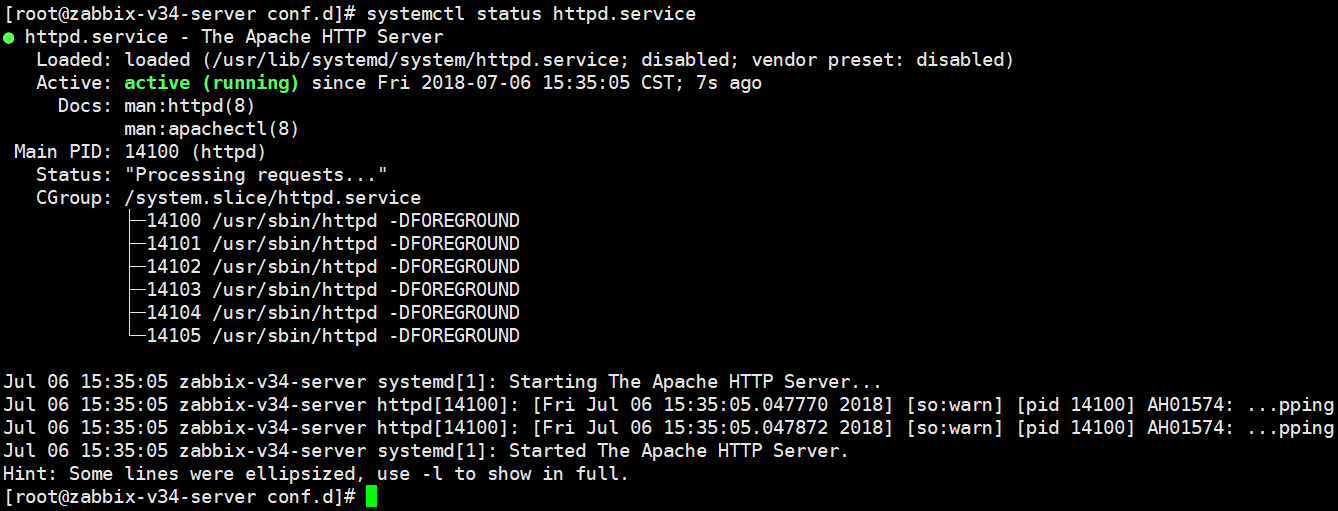 [root@zabbix-v34-server conf.d]# systemctl status httpd.service
● httpd.service - The Apache HTTP Server
   Loaded: loaded (/usr/lib/systemd/system/httpd.service; disabled; vendor preset: disabled)
   Active: active (running) since Fri 2018-07-06 15:35:05 CST; 7s ago
     Docs: man:httpd(8)
           man:apachectl(8)
 Main PID: 14100 (httpd)
   Status: "Processing requests..."
   CGroup: /system.slice/httpd.service
           ├─14100 /usr/sbin/httpd -DFOREGROUND
           ├─14101 /usr/sbin/httpd -DFOREGROUND
           ├─14102 /usr/sbin/httpd -DFOREGROUND
           ├─14103 /usr/sbin/httpd -DFOREGROUND
           ├─14104 /usr/sbin/httpd -DFOREGROUND
           └─14105 /usr/sbin/httpd -DFOREGROUND

Jul 06 15:35:05 zabbix-v34-server systemd[1]: Starting The Apache HTTP Server...
Jul 06 15:35:05 zabbix-v34-server httpd[14100]: [Fri Jul 06 15:35:05.047770 2018] [so:warn] [pid 14100] AH01574: ...pping
Jul 06 15:35:05 zabbix-v34-server httpd[14100]: [Fri Jul 06 15:35:05.047872 2018] [so:warn] [pid 14100] AH01574: ...pping
Jul 06 15:35:05 zabbix-v34-server systemd[1]: Started The Apache HTTP Server.
Hint: Some lines were ellipsized, use -l to show in full.
[root@zabbix-v34-server conf.d]#